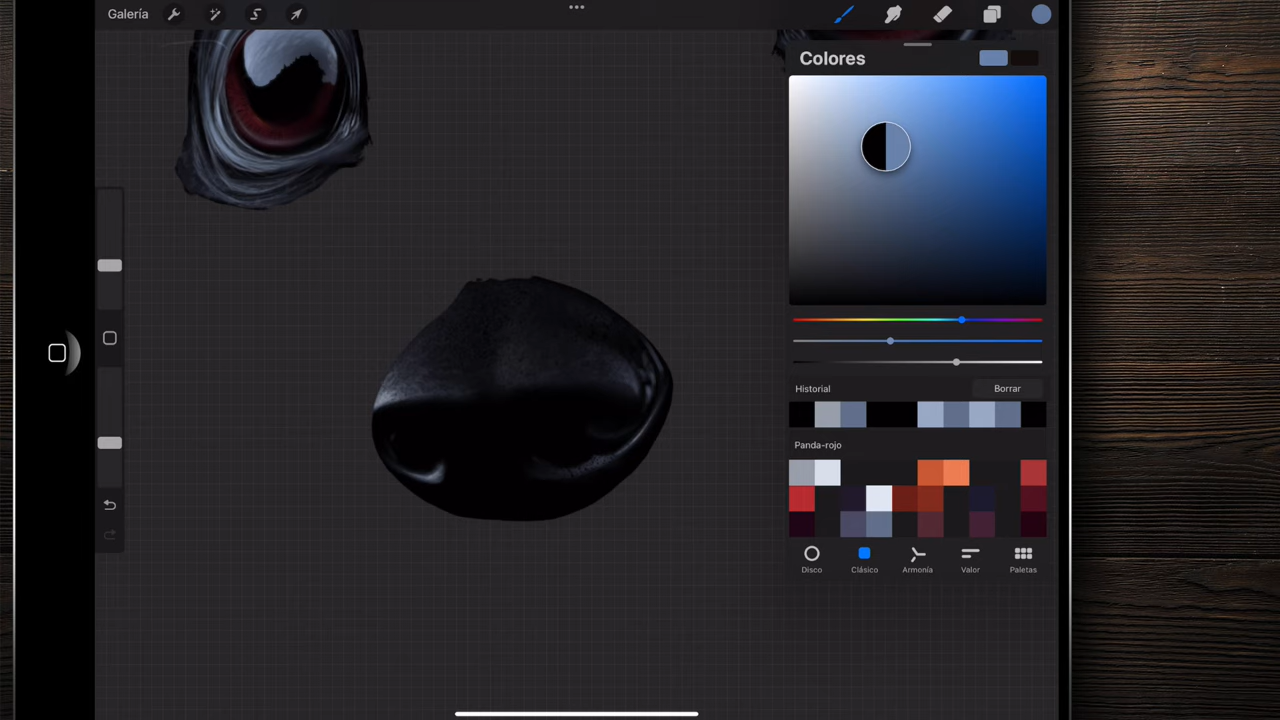 Galería
Colores
Historial
Borrar
Panda-rojo
Disco
Clásico
Armonía
Valor
Paletas